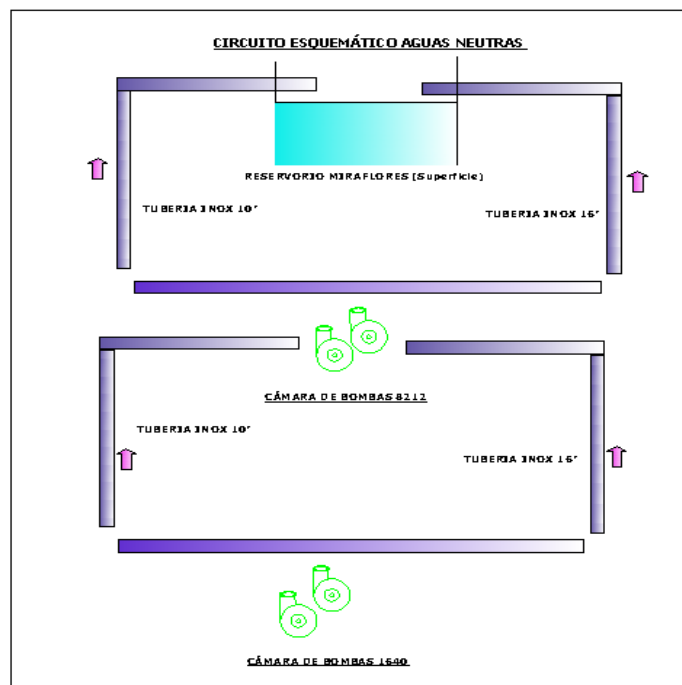 CIRCUITO ESQUEMÁTICO AGUAS NEUTRAS
RESERVORIO MIRAFLORES (Superficie)
TUBERIA INOX 10"
TUBERIA INOX 16"
CÁMARA DE BOMBAS 8212
TUBERIA INOX 10"
TUBERIA INOX 16"
CÁMARA DE BOMBAS 1640